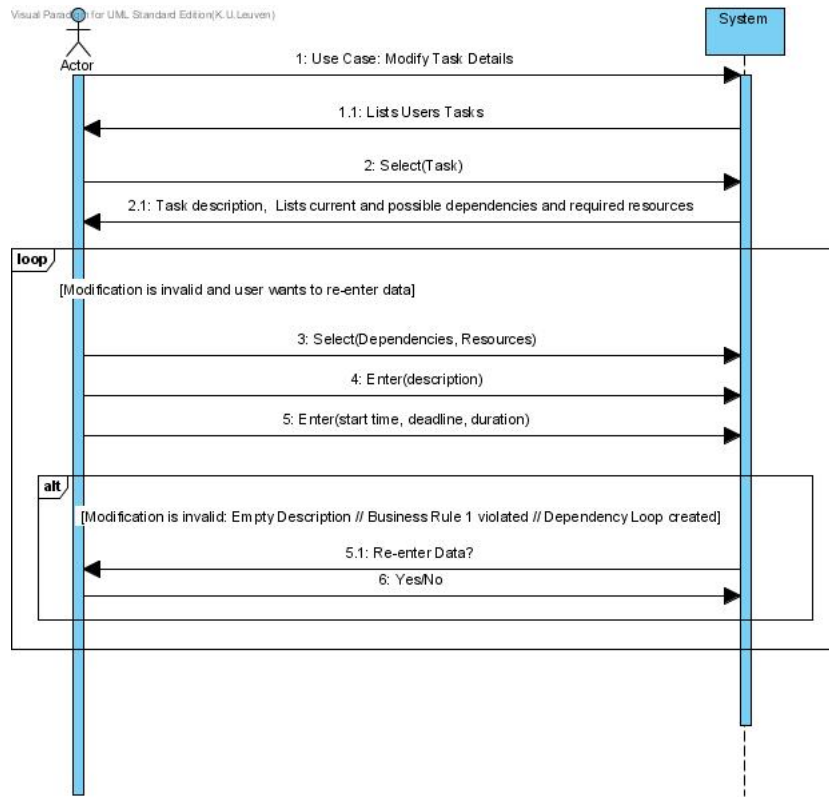 Visual Paradigm for UML Standard Edition(K.U.Leuven)
System
Actor
1: Use Case: Modify Task Details
1.1: Lists Users Tasks
2: Select(Task)
2.1: Task description, Lists current and possible dependencies and required resources
loop
[Modification is invalid and user wants to re-enter data]
3: Select(Dependencies, Resources)
4: Enter(description)
5: Enter(start time, deadline, duration)
alt
[Modification is invalid: Empty Description // Business Rule 1 violated // Dependency Loop created]
5.1: Re-enter Data?
6: Yes/No